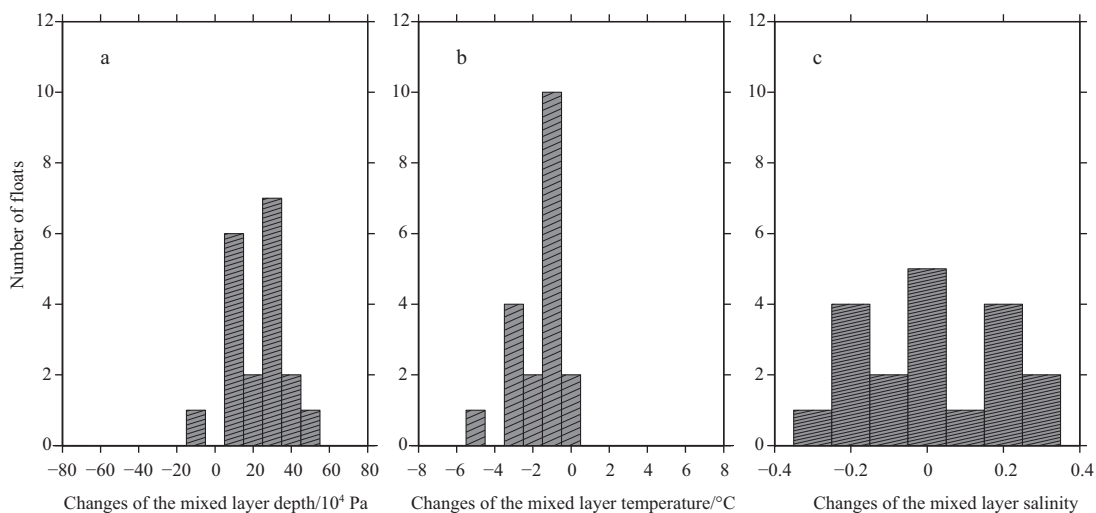 12 12 12
a b c
10 10 10
8 8 8
6 6 6
4 4 4
2 2 2
0 0 0
Number of floats
−80 −60 −40 −20 0 20 40 60 80
−8 −6 −4 −2 0 2 4 6 8
−0.4 −0.2 0 0.2 0.4
Changes of the mixed layer depth/10⁴ Pa
Changes of the mixed layer temperature/°C
Changes of the mixed layer salinity